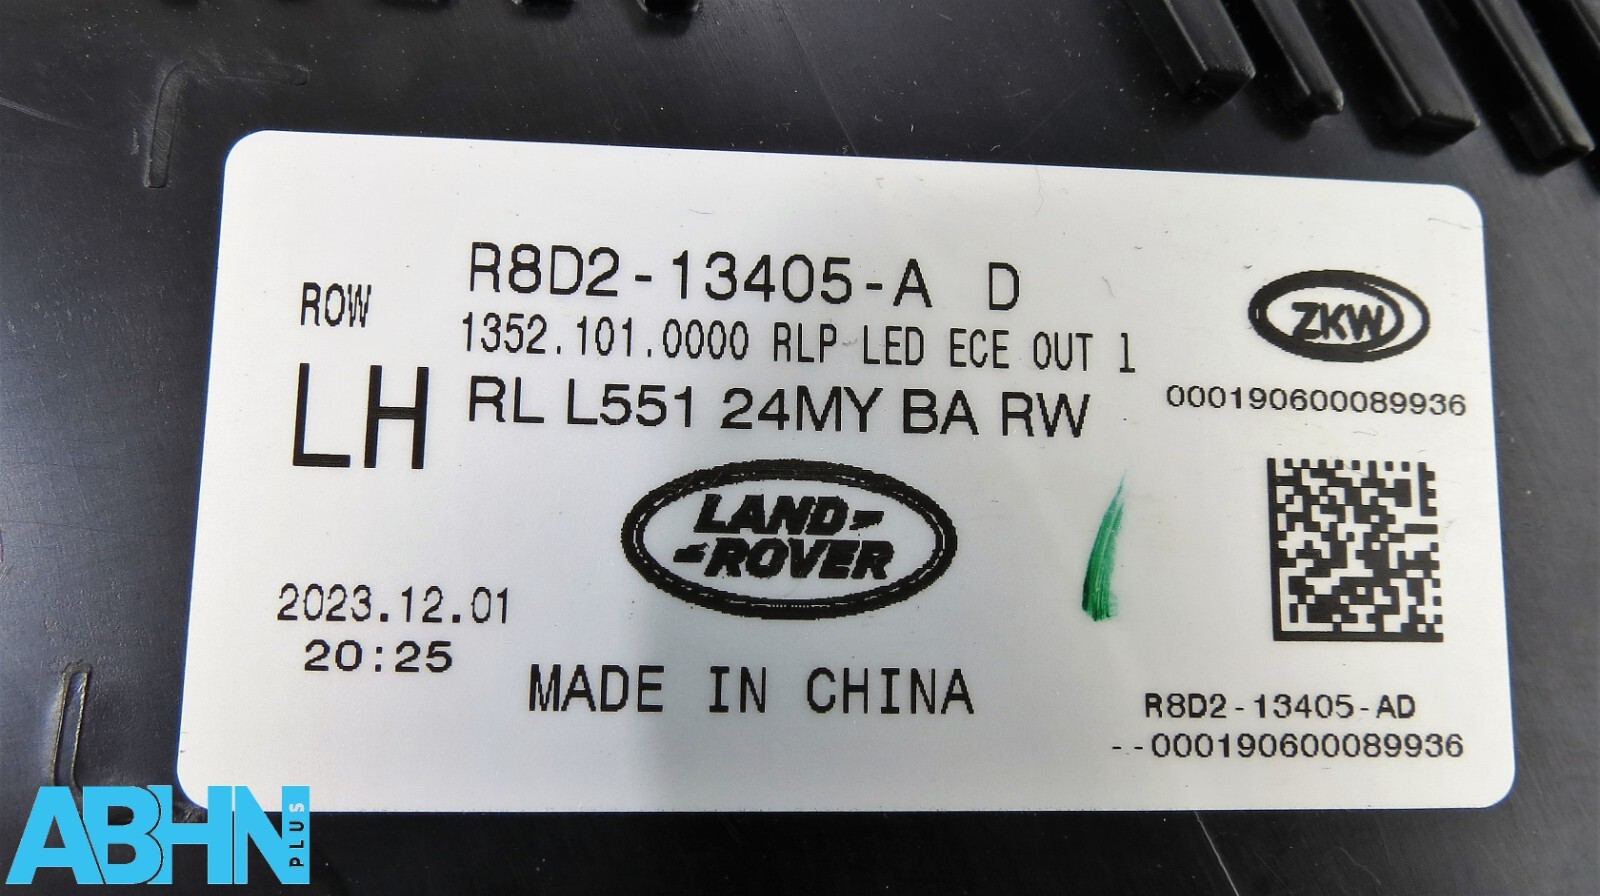 R8D2-13405-A D
ROW
1352.101.0000 RLP LED ECE OUT 1
LH
RL L551 24MY BA RW
ZKW
000190600089936
LAND-
-ROVER
2023.12.01
20:25
MADE IN CHINA
R8D2-13405-AD
--000190600089936
ABHN PLUS